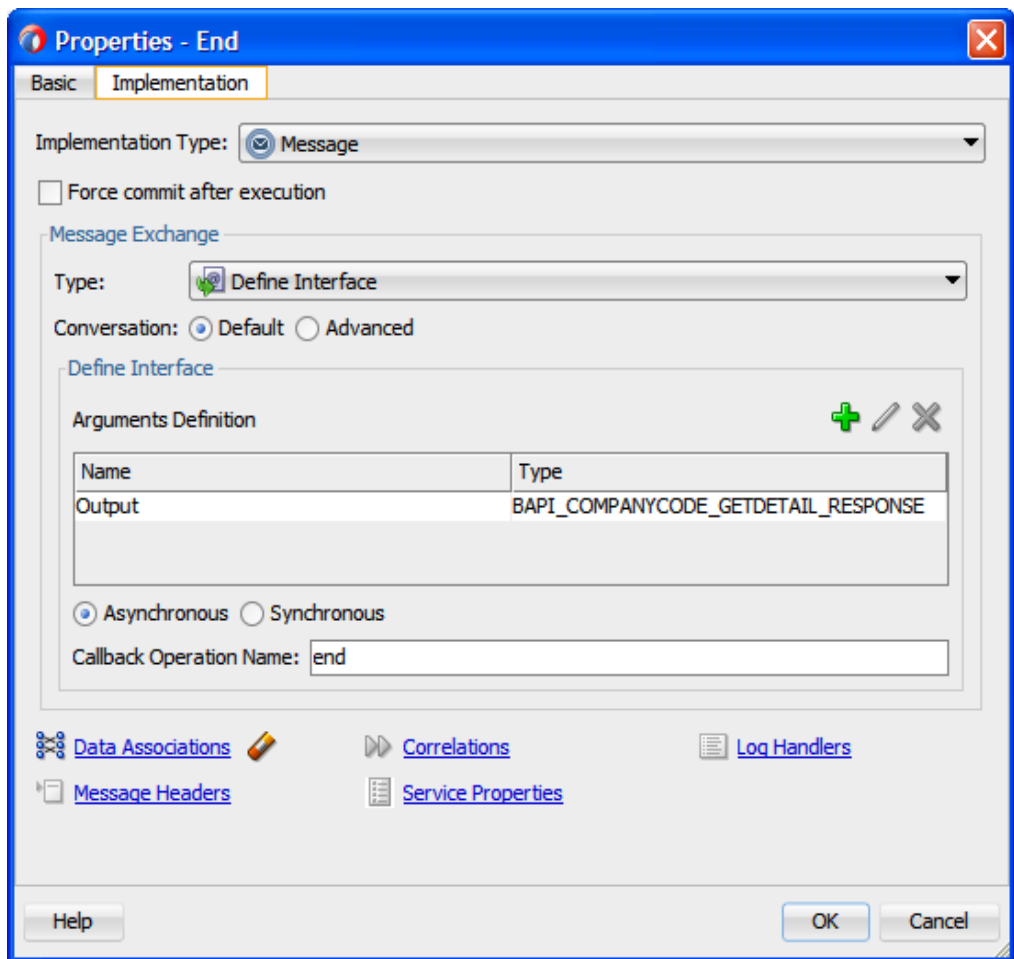 Properties - End
Basic Implementation
Implementation Type: Message
Force commit after execution
Message Exchange
Type: Define Interface
Conversation: Default Advanced
Define Interface
Arguments Definition
Name Type
Output BAPI_COMPANYCODE_GETDETAIL_RESPONSE
Asynchronous Synchronous
Callback Operation Name: end
Data Associations Correlations Log Handlers
Message Headers Service Properties
Help OK Cancel